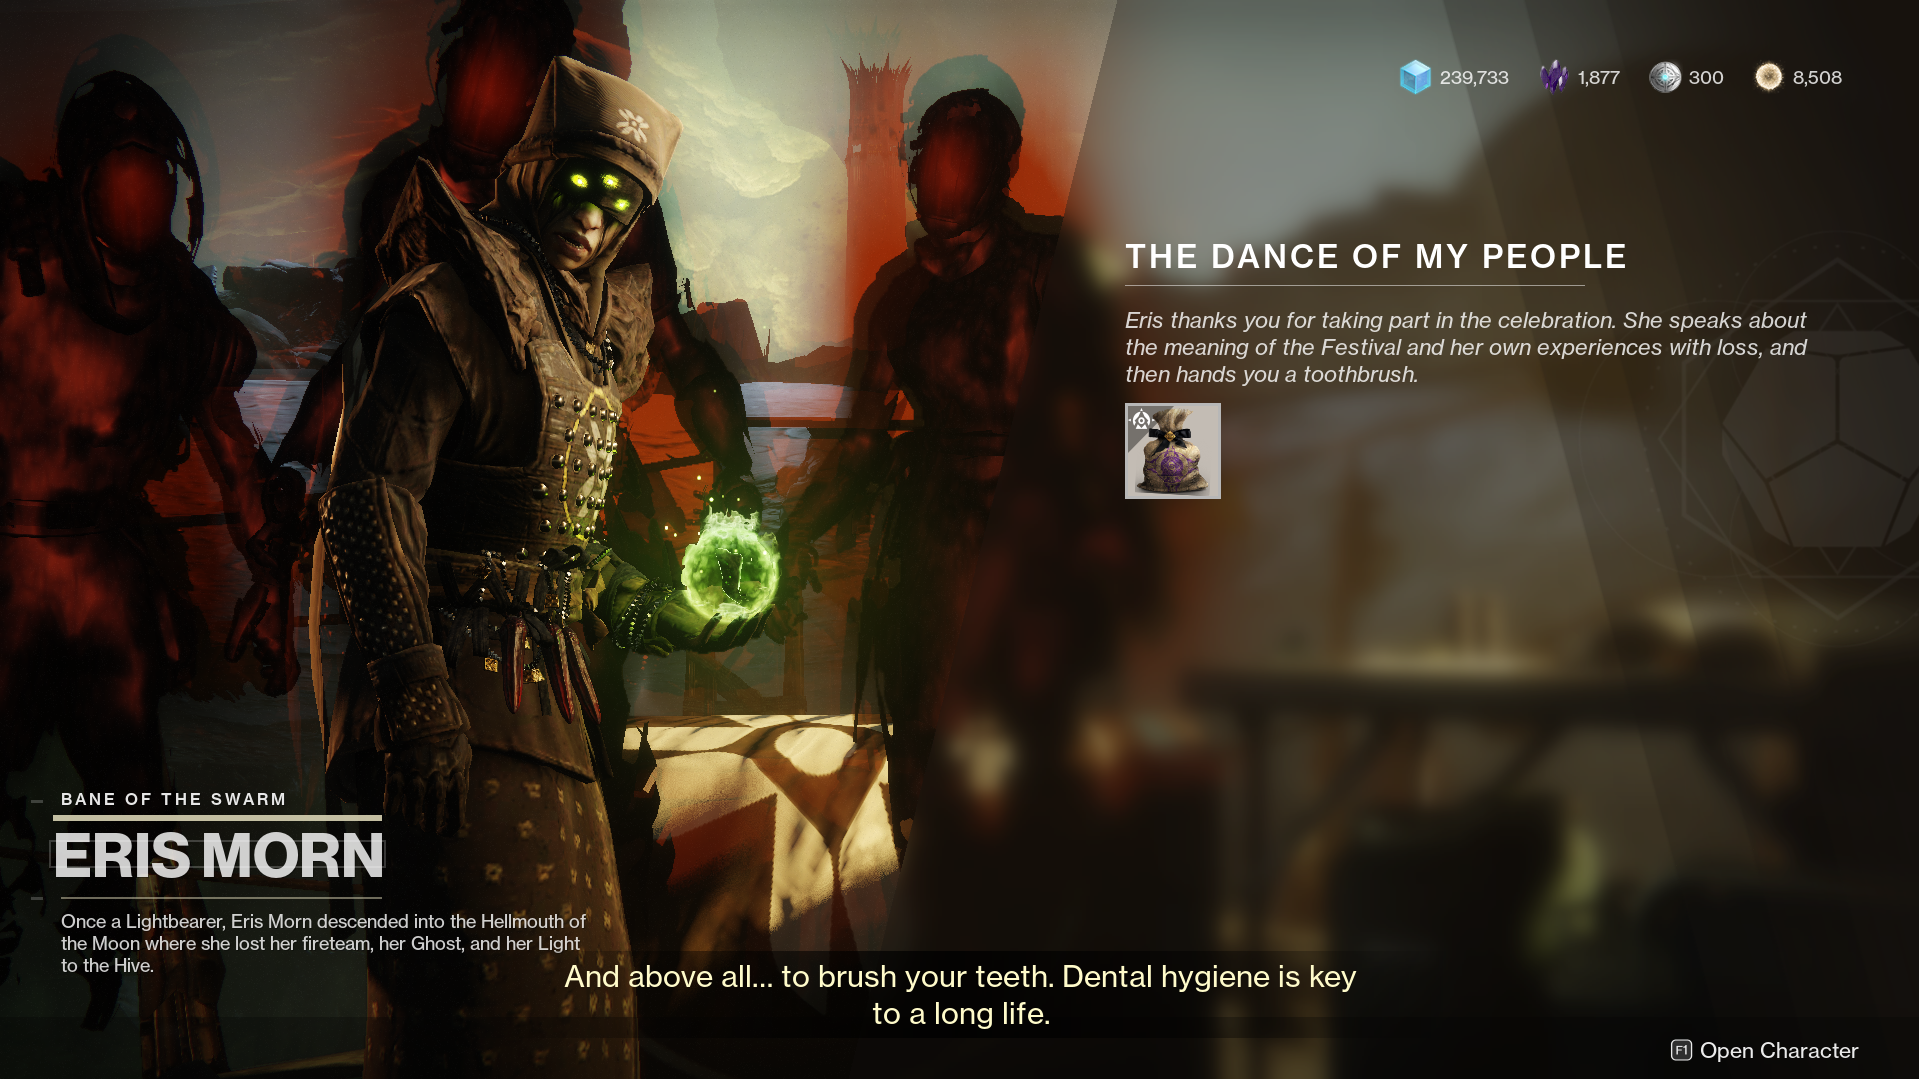 239,733 1,877 300 8,508
THE DANCE OF MY PEOPLE
Eris thanks you for taking part in the celebration. She speaks about
the meaning of the Festival and her own experiences with loss, and
then hands you a toothbrush.
BANE OF THE SWARM
ERIS MORN
Once a Lightbearer, Eris Morn descended into the Hellmouth of
the Moon where she lost her fireteam, her Ghost, and her Light
to the Hive.
And above all... to brush your teeth. Dental hygiene is key
to a long life.
F1 Open Character